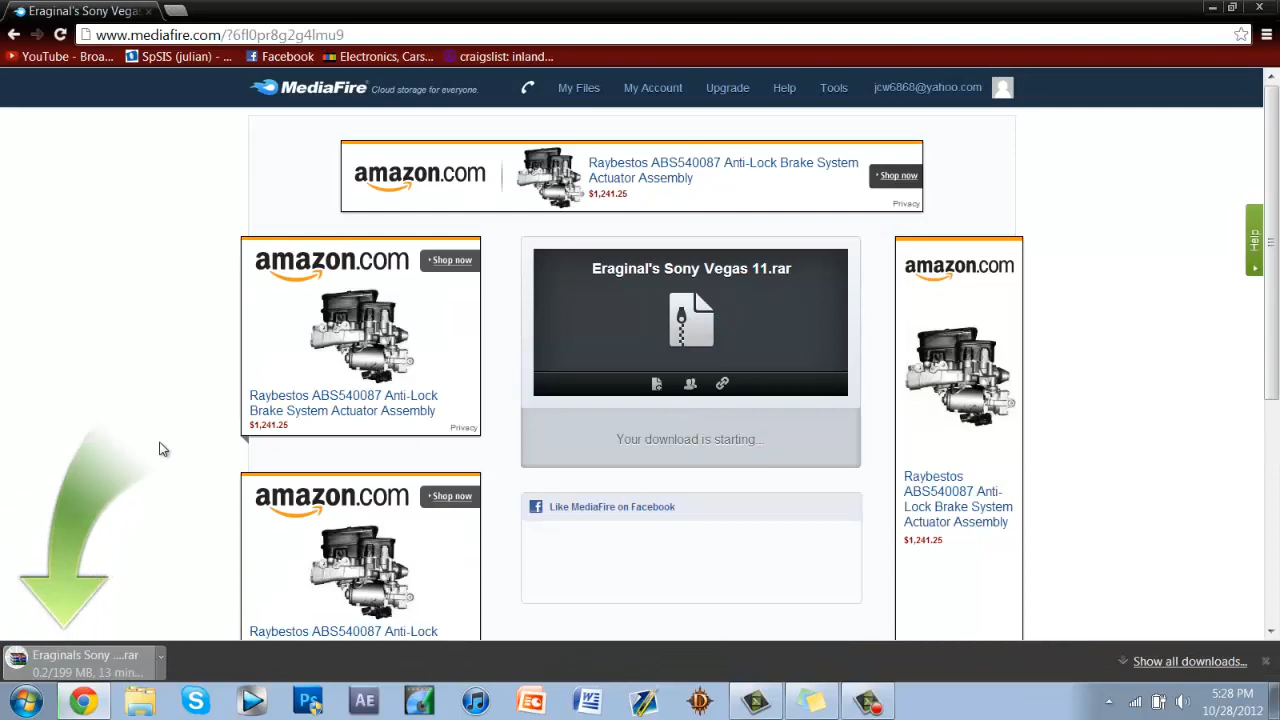 Eraginal's Sony Vegas
www.mediafire.com/?6fl0pr8g2g4lmu9
YouTube - Broa...
SpSIS (julian) - ...
Facebook
Electronics, Cars...
craigslist: inland...
MediaFire Cloud storage for everyone.
My Files
My Account
Upgrade
Help
Tools
jcw6868@yahoo.com
amazon.com
Raybestos ABS540087 Anti-Lock Brake System
Actuator Assembly
$1,241.25
Shop now
Privacy
Help
amazon.com
Shop now
Raybestos ABS540087 Anti-Lock
Brake System Actuator Assembly
$1,241.25
Privacy
Eraginal's Sony Vegas 11.rar
Your download is starting...
Like MediaFire on Facebook
amazon.com
Raybestos
ABS540087 Anti-
Lock Brake System
Actuator Assembly
$1,241.25
amazon.com
Shop now
Raybestos ABS540087 Anti-Lock
Eraginals Sony ....rar
0.2/199 MB, 13 min...
Show all downloads...
Ps
AE
5:28 PM
10/28/2012